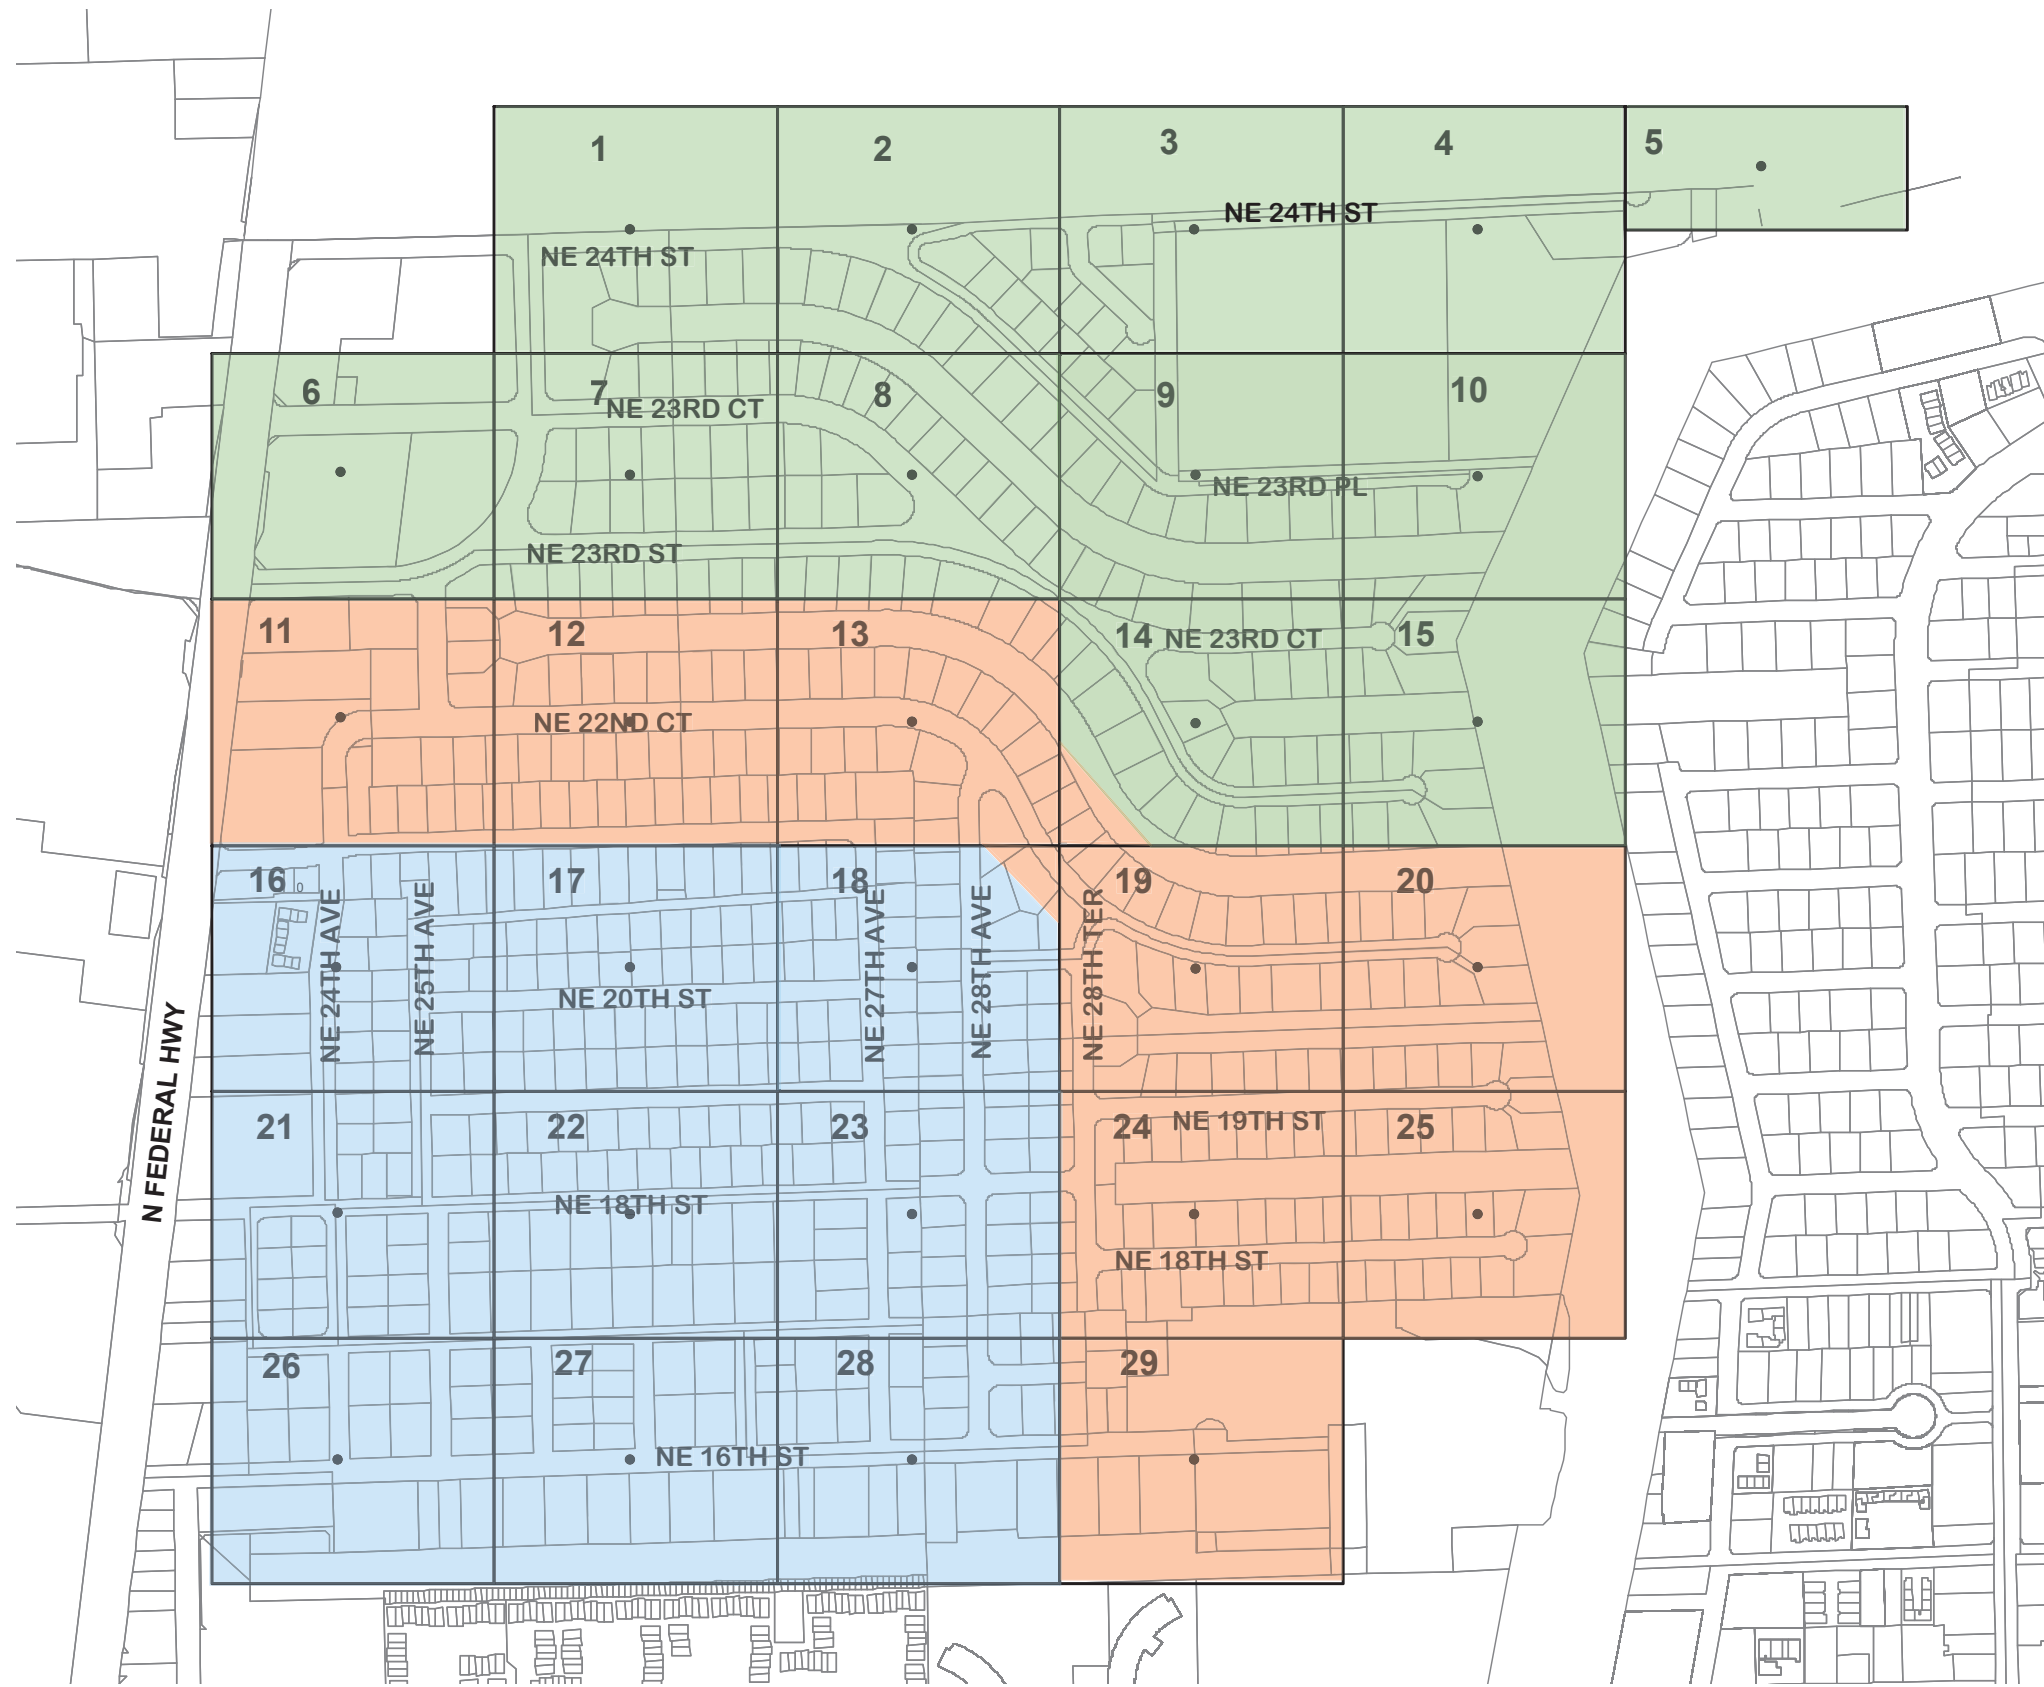 1
2
3
4
5
NE 24TH ST
NE 24TH ST
6
7
8
9
10
NE 23RD CT
NE 23RD PL
NE 23RD ST
11
12
13
14
NE 23RD CT
15
NE 22ND CT
16
17
18
19
20
NE 24TH AVE
NE 25TH AVE
NE 27TH AVE
NE 28TH AVE
NE 28TH TER
NE 20TH ST
N FEDERAL HWY
21
22
23
24
NE 19TH ST
25
NE 18TH ST
NE 18TH ST
26
27
28
29
NE 16TH ST